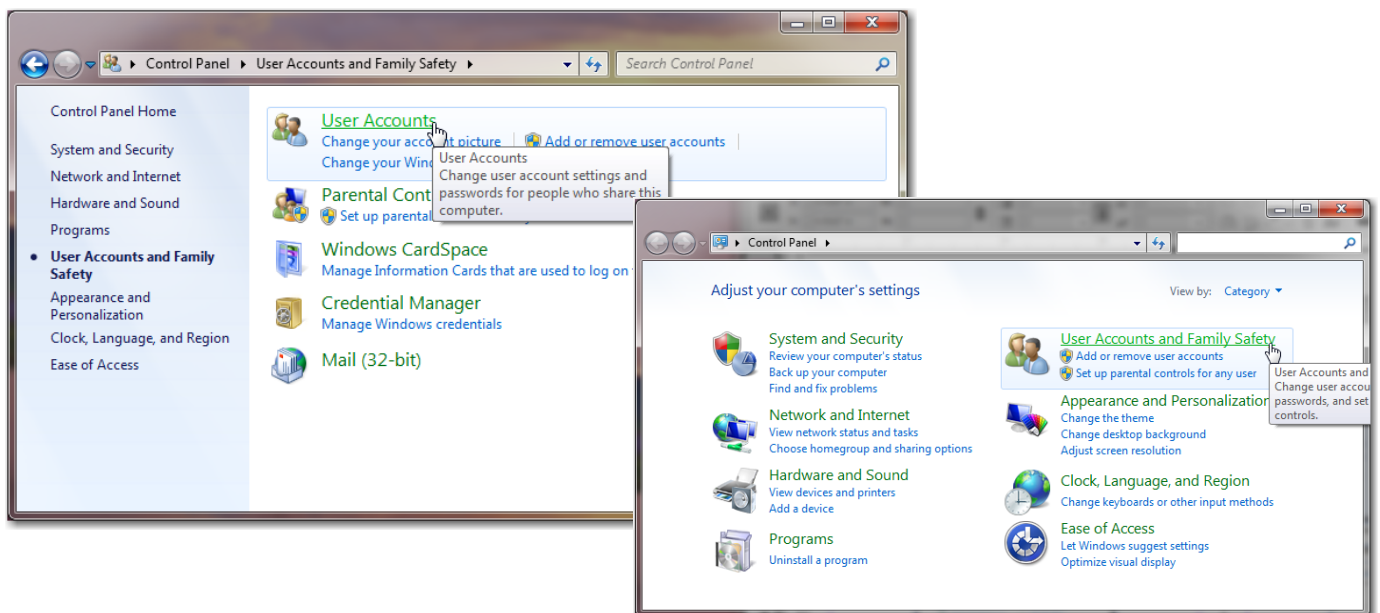 Control Panel ▸ User Accounts and Family Safety ▸
Search Control Panel
Control Panel Home
System and Security
Network and Internet
Hardware and Sound
Programs
• User Accounts and Family
Safety
Appearance and
Personalization
Clock, Language, and Region
Ease of Access
User Accounts
Change your account picture
Add or remove user accounts
Change your Wind
User Accounts
Change user account settings and
passwords for people who share this
computer.
Parental Cont
Set up parental
Windows CardSpace
Manage Information Cards that are used to log on
Credential Manager
Manage Windows credentials
Mail (32-bit)
Control Panel ▸
Adjust your computer's settings
View by: Category
System and Security
Review your computer's status
Back up your computer
Find and fix problems
Network and Internet
View network status and tasks
Choose homegroup and sharing options
Hardware and Sound
View devices and printers
Add a device
Programs
Uninstall a program
User Accounts and Family Safety
Add or remove user accounts
Set up parental controls for any user
User Accounts and
Change user accou
passwords, and set
controls.
Appearance and Personalization
Change the theme
Change desktop background
Adjust screen resolution
Clock, Language, and Region
Change keyboards or other input methods
Ease of Access
Let Windows suggest settings
Optimize visual display